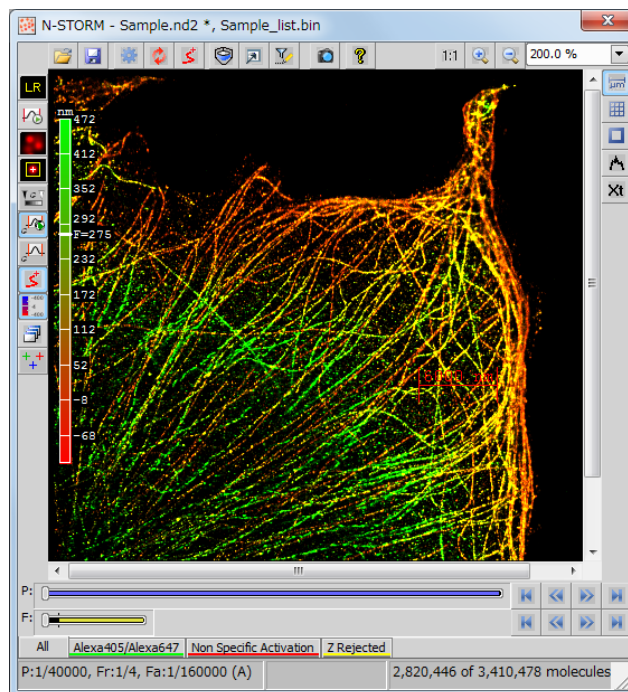 N-STORM - Sample.nd2 *, Sample_list.bin
1:1
200.0 %
LR
nm
472
412
352
292
F=275
232
172
112
52
-8
-68
µm
Xt
P:
F:
All Alexa405/Alexa647 Non Specific Activation Z Rejected
P:1/40000, Fr:1/4, Fa:1/160000 (A) 2,820,446 of 3,410,478 molecules